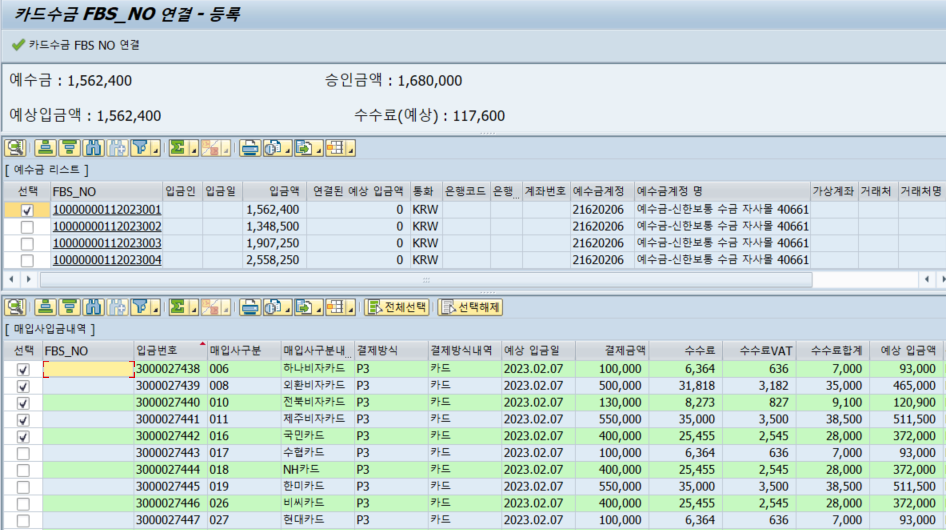 카드수금 FBS_NO 연결 - 등록
카드수금 FBS NO 연결
예수금 : 1,562,400 승인금액 : 1,680,000
예상입금액 : 1,562,400 수수료(예상) : 117,600
[ 예수금 리스트 ]
선택 FBS_NO 입금인 입금일 입금액 연결된 예상 입금액 통화 은행코드 은행... 계좌번호 예수금계정 예수금계정 명 가상계좌 거래처 거래처명
10000000112023001 1,562,400 0 KRW 21620206 예수금-신한보통 수금 자사몰 40661
10000000112023002 1,348,500 0 KRW 21620206 예수금-신한보통 수금 자사몰 40661
10000000112023003 1,907,250 0 KRW 21620206 예수금-신한보통 수금 자사몰 40661
10000000112023004 2,558,250 0 KRW 21620206 예수금-신한보통 수금 자사몰 40661
전체선택 선택해제
[ 매입사입금내역 ]
선택 FBS_NO 입금번호 매입사구분 매입사구분내... 결제방식 결제방식내역 예상 입금일 결제금액 수수료 수수료VAT 수수료합계 예상 입금액
3000027438 006 하나비자카드 P3 카드 2023.02.07 100,000 6,364 636 7,000 93,000
3000027439 008 외환비자카드 P3 카드 2023.02.07 500,000 31,818 3,182 35,000 465,000
3000027440 010 전북비자카드 P3 카드 2023.02.07 130,000 8,273 827 9,100 120,900
3000027441 011 제주비자카드 P3 카드 2023.02.07 550,000 35,000 3,500 38,500 511,500
3000027442 016 국민카드 P3 카드 2023.02.07 400,000 25,455 2,545 28,000 372,000
3000027443 017 수협카드 P3 카드 2023.02.07 100,000 6,364 636 7,000 93,000
3000027444 018 NH카드 P3 카드 2023.02.07 400,000 25,455 2,545 28,000 372,000
3000027445 019 한미카드 P3 카드 2023.02.07 550,000 35,000 3,500 38,500 511,500
3000027446 026 비씨카드 P3 카드 2023.02.07 400,000 25,455 2,545 28,000 372,000
3000027447 027 현대카드 P3 카드 2023.02.07 100,000 6,364 636 7,000 93,000